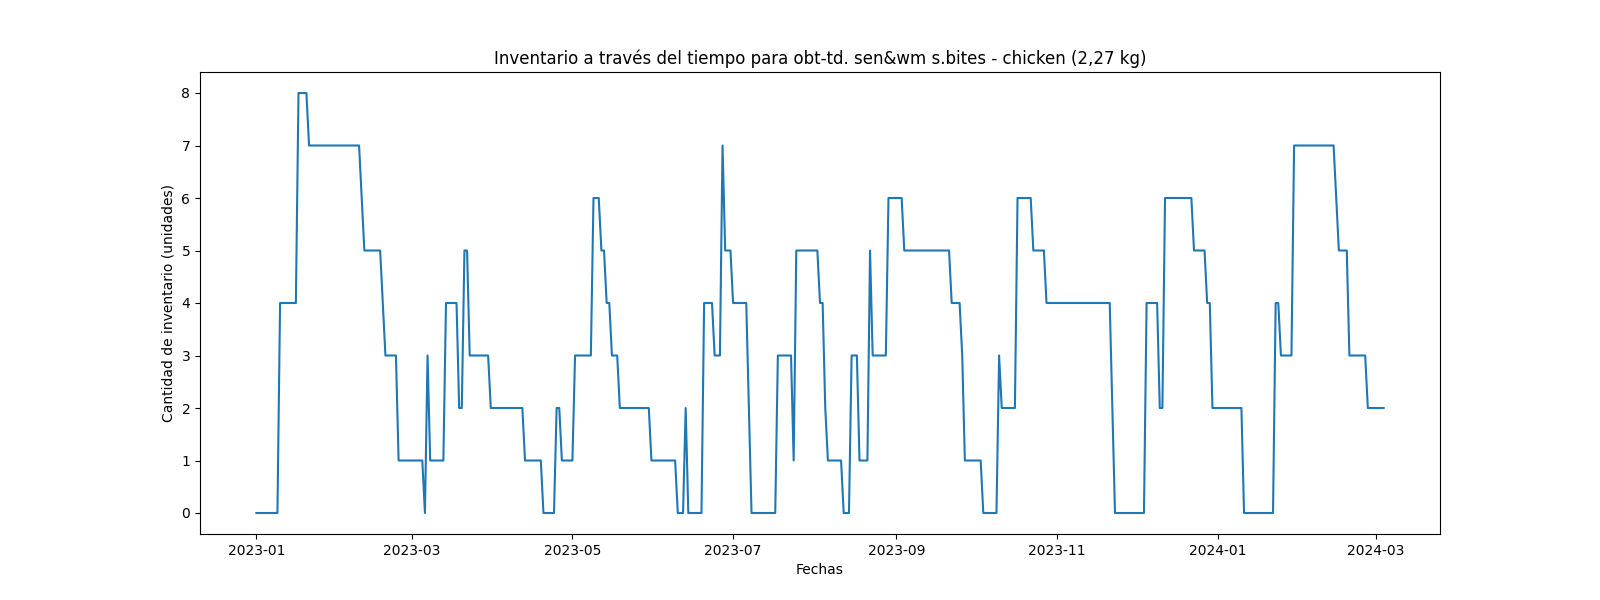 Inventario a través del tiempo para obt-td. sen&wm s.bites - chicken (2,27 kg)
Cantidad de inventario (unidades)
8
7
6
5
4
3
2
1
0
2023-01 2023-03 2023-05 2023-07 2023-09 2023-11 2024-01 2024-03
Fechas